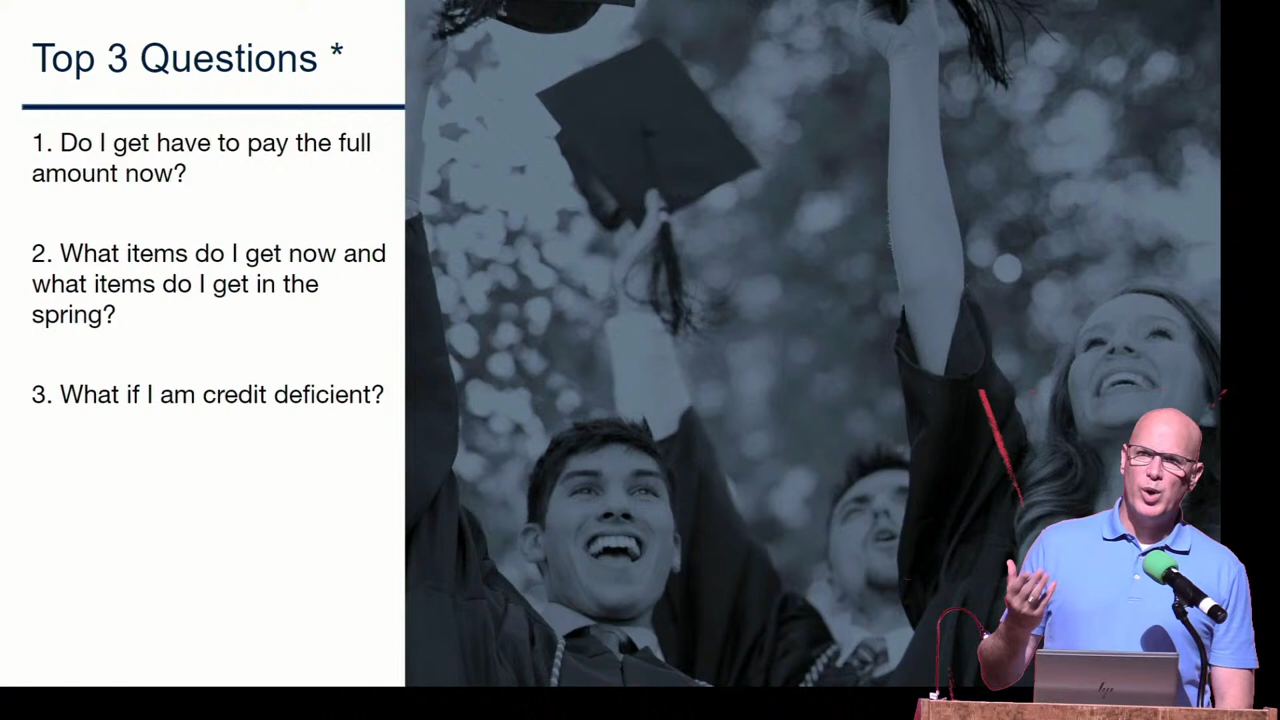 Top 3 Questions *
1. Do I get have to pay the full
amount now?
2. What items do I get now and
what items do I get in the
spring?
3. What if I am credit deficient?
hp